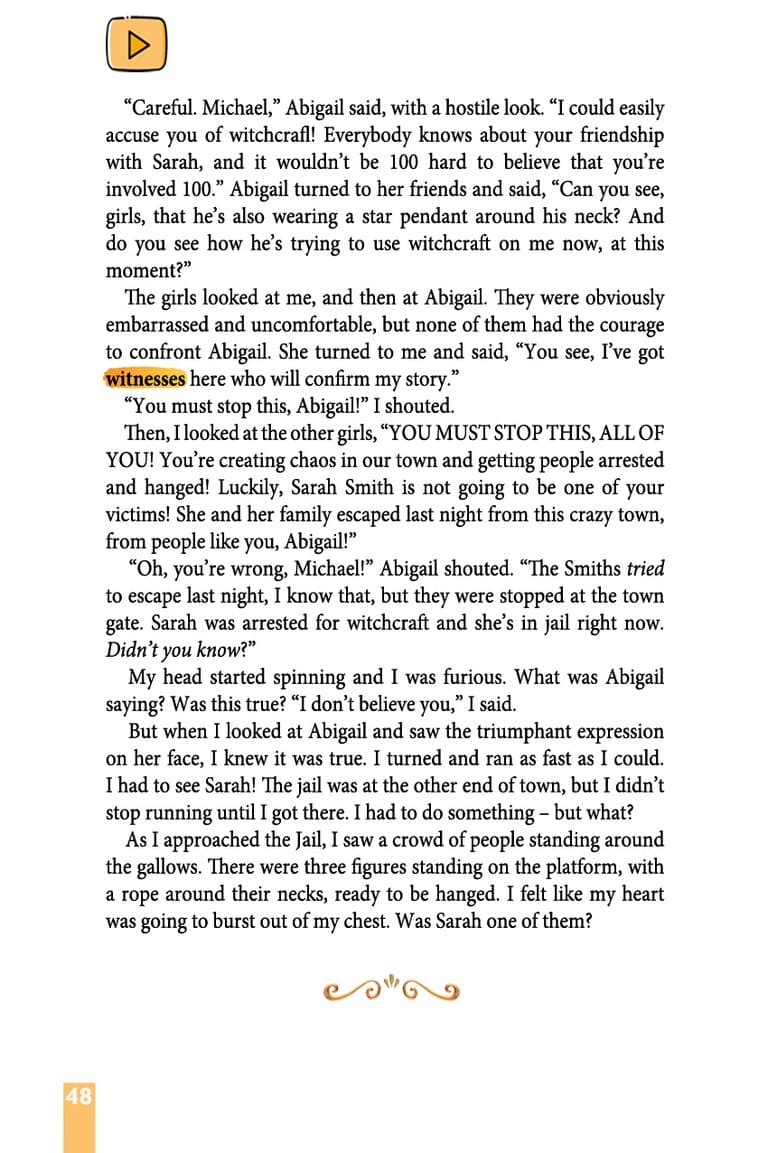 “Careful. Michael,” Abigail said, with a hostile look. “I could easily
accuse you of witchcrafl! Everybody knows about your friendship
with Sarah, and it wouldn’t be 100 hard to believe that you’re
involved 100.” Abigail turned to her friends and said, “Can you see,
girls, that he’s also wearing a star pendant around his neck? And
do you see how he’s trying to use witchcraft on me now, at this
moment?”
The girls looked at me, and then at Abigail. They were obviously
embarrassed and uncomfortable, but none of them had the courage
to confront Abigail. She turned to me and said, “You see, I’ve got
witnesses here who will confirm my story.”
“You must stop this, Abigail!” I shouted.
Then, I looked at the other girls, “YOU MUST STOP THIS, ALL OF
YOU! You’re creating chaos in our town and getting people arrested
and hanged! Luckily, Sarah Smith is not going to be one of your
victims! She and her family escaped last night from this crazy town,
from people like you, Abigail!”
“Oh, you’re wrong, Michael!” Abigail shouted. “The Smiths tried
to escape last night, I know that, but they were stopped at the town
gate. Sarah was arrested for witchcraft and she’s in jail right now.
Didn’t you know?”
My head started spinning and I was furious. What was Abigail
saying? Was this true? “I don’t believe you,” I said.
But when I looked at Abigail and saw the triumphant expression
on her face, I knew it was true. I turned and ran as fast as I could.
I had to see Sarah! The jail was at the other end of town, but I didn’t
stop running until I got there. I had to do something – but what?
As I approached the Jail, I saw a crowd of people standing around
the gallows. There were three figures standing on the platform, with
a rope around their necks, ready to be hanged. I felt like my heart
was going to burst out of my chest. Was Sarah one of them?
48